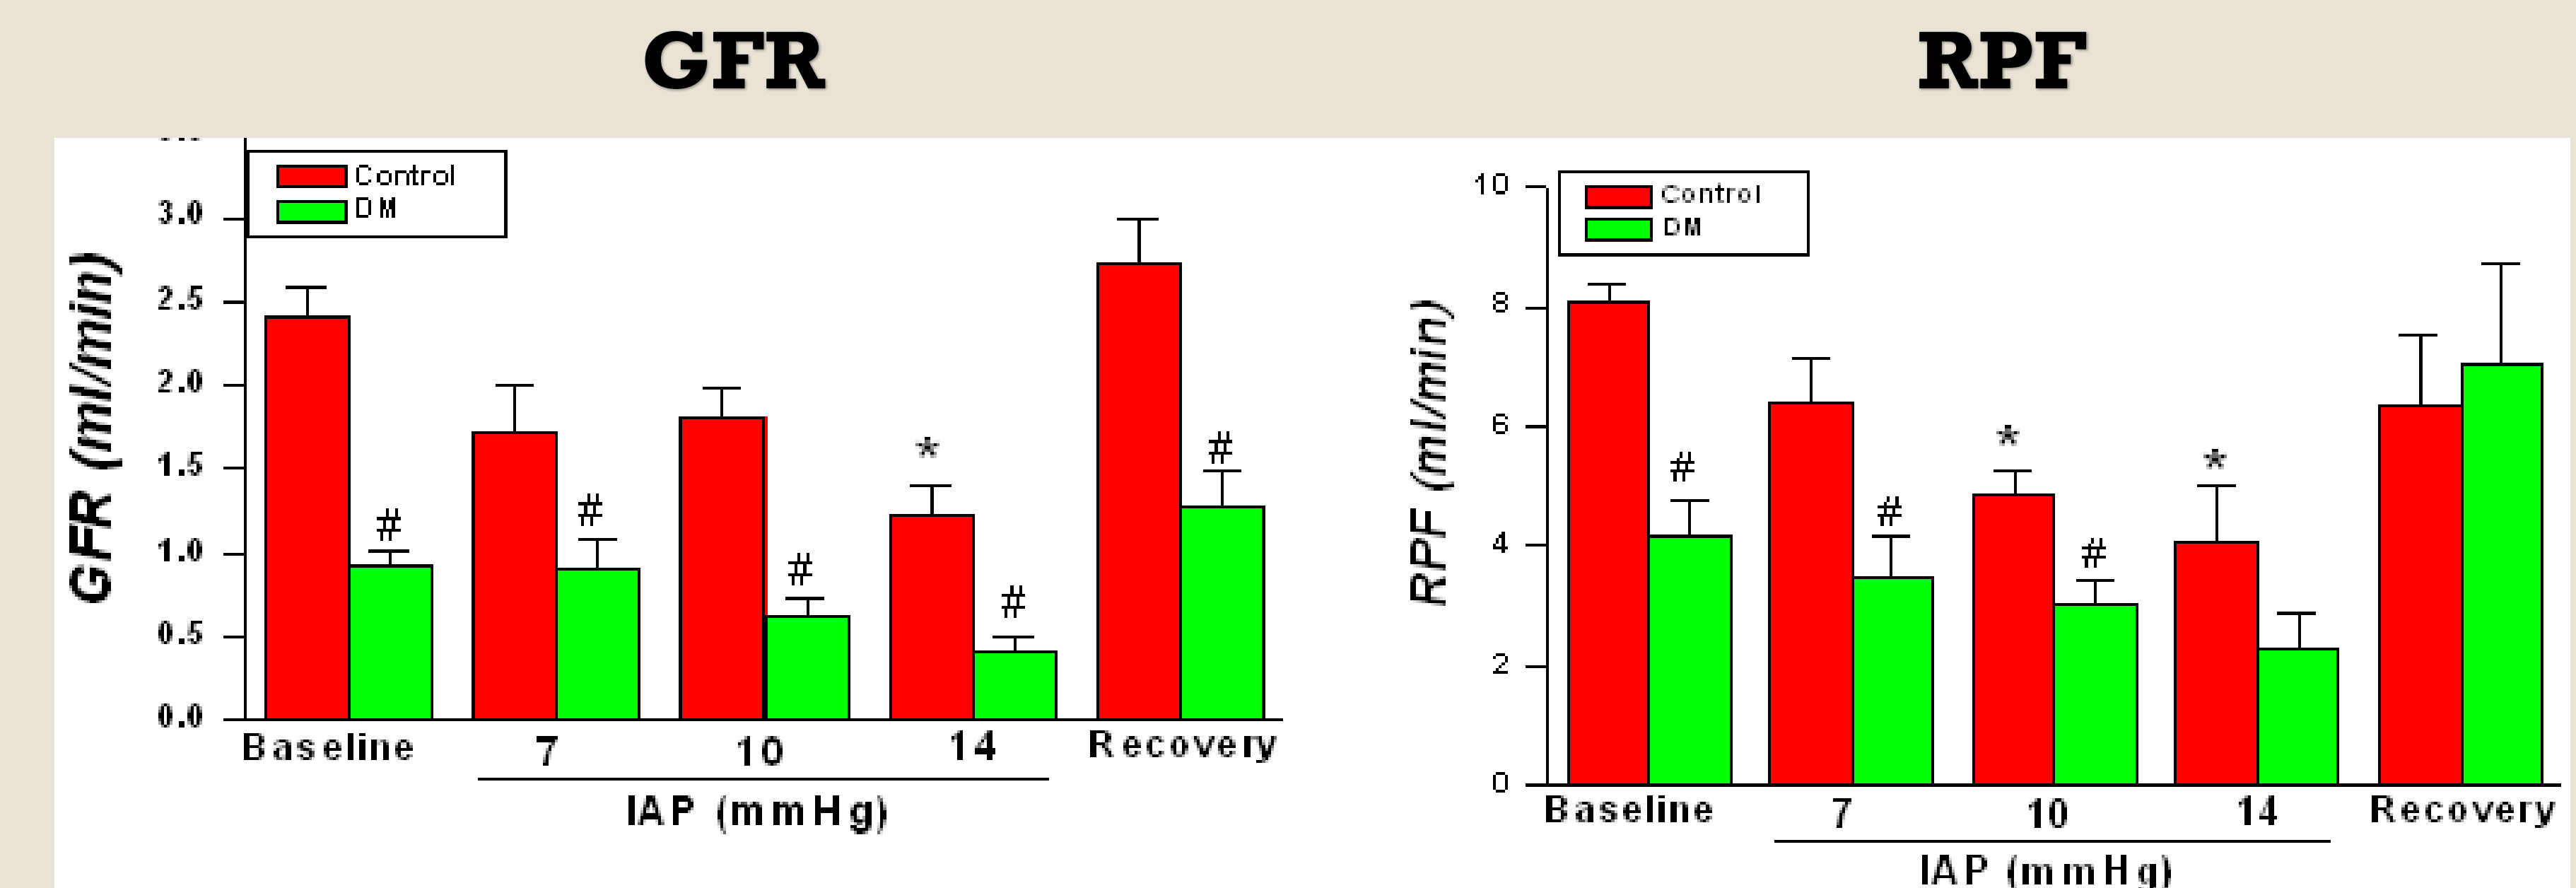 GFR
Control
DM
3.0
2.5
2.0
1.5
1.0
0.5
0.0
GFR (ml/min)
#
#
#
*
#
#
Baseline
7
10
14
Recovery
IAP (mmHg)
RPF
Control
DM
10
8
6
4
2
0
RPF (ml/min)
#
#
*
#
*
Baseline
7
10
14
Recovery
IAP (mmHg)